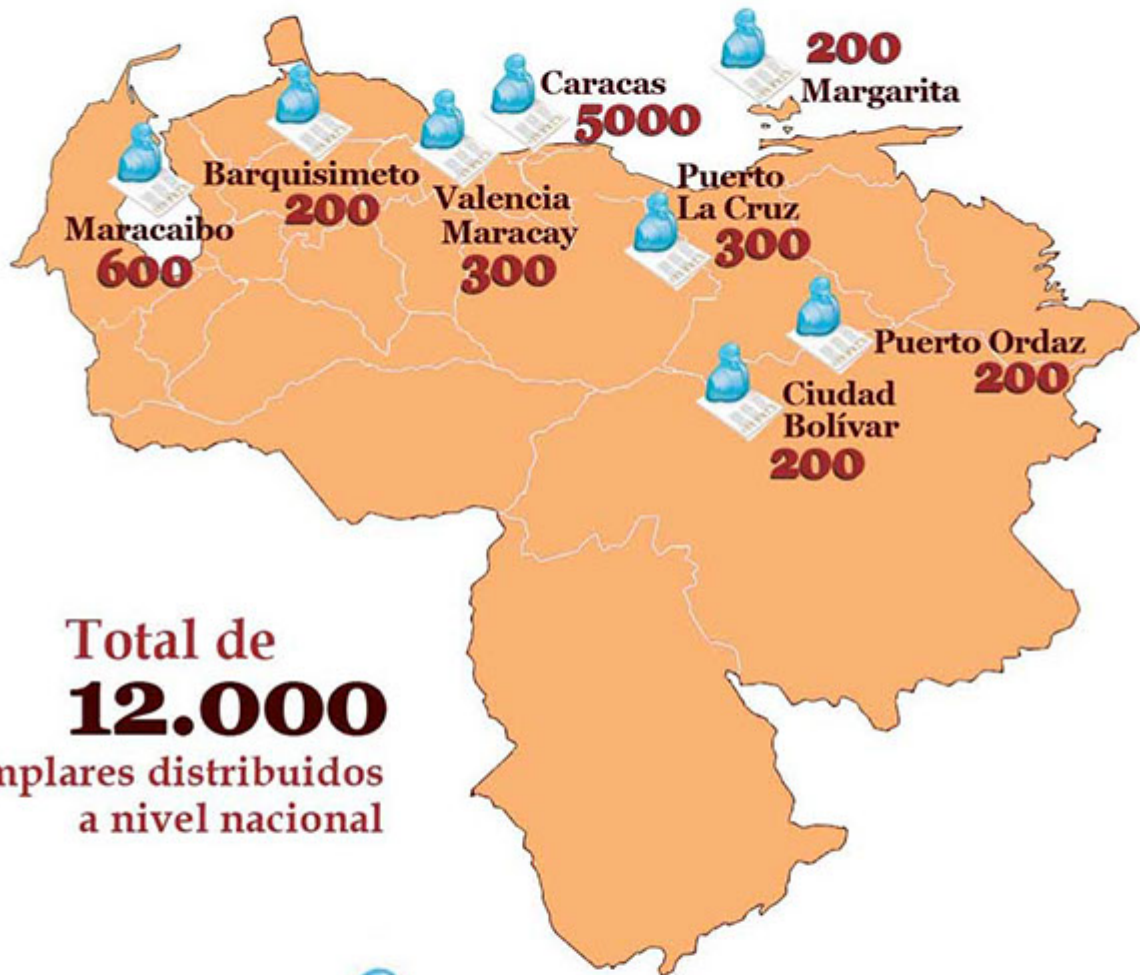 200
Margarita
Caracas
5000
Barquisimeto
200
Valencia
Maracay
300
Puerto
La Cruz
300
Maracaibo
600
Puerto Ordaz
200
Ciudad
Bolívar
200
Total de
12.000
mplares distribuidos
a nivel nacional